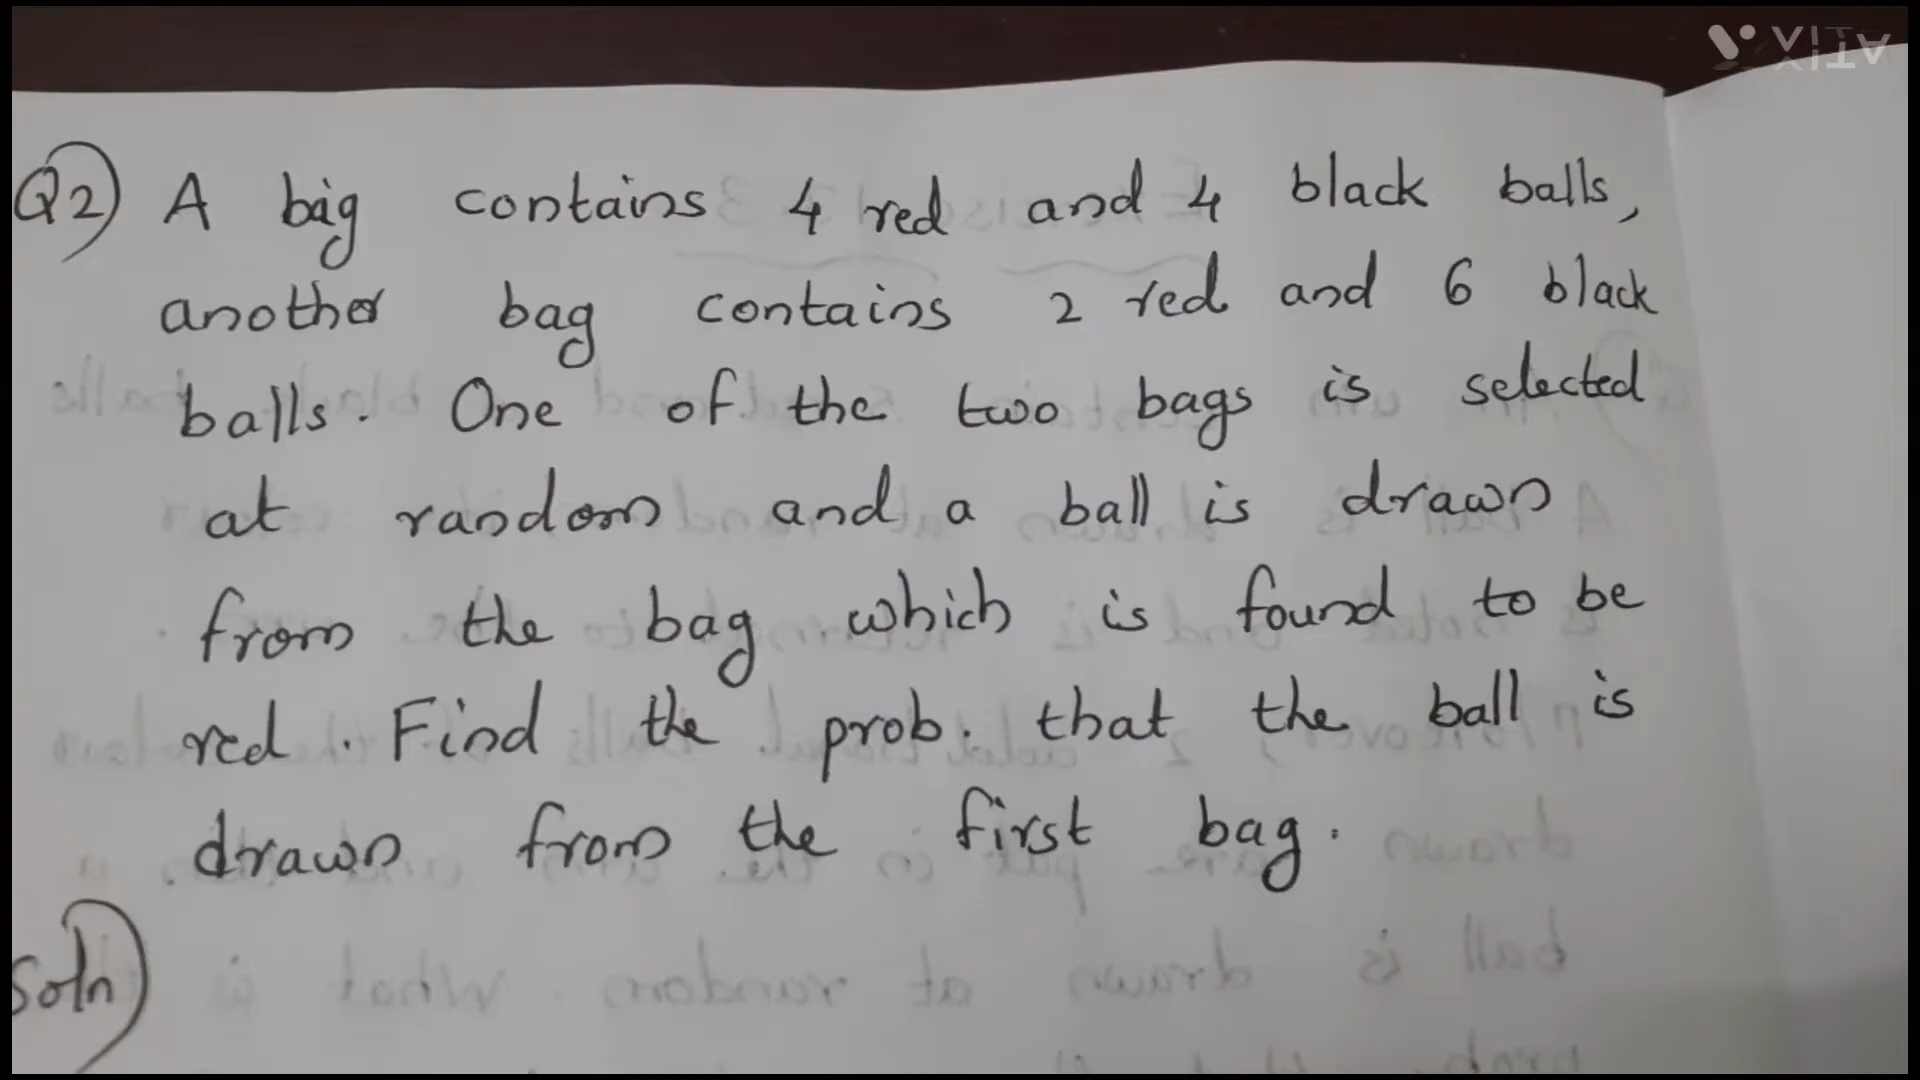 VITA
Q2) A bag contains 4 red and 4 black balls,
another bag contains 2 red and 6 black
balls. One of the two bags is selected
at random and a ball is drawn
from the bag which is found to be
red. Find the prob. that the ball is
drawn from the first bag.
Soln)